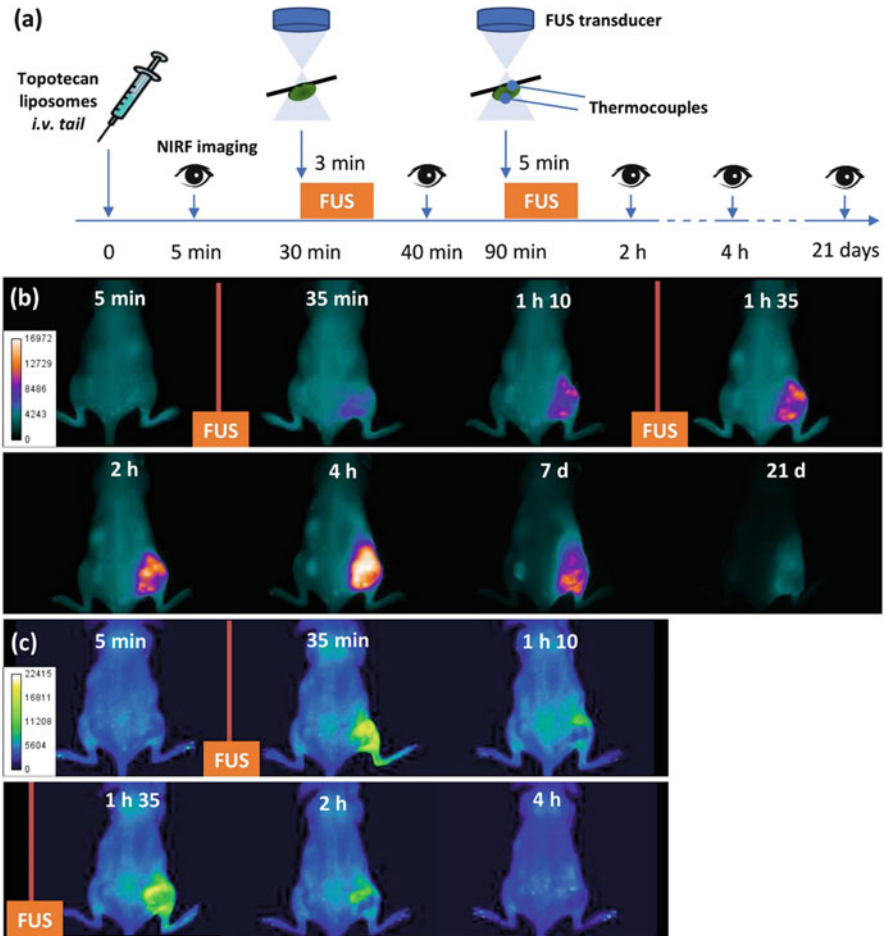 (a)
FUS transducer
Topotecan
liposomes
i.v. tail
Thermocouples
NIRF imaging
3 min
5 min
FUS
FUS
0
5 min
30 min
40 min
90 min
2 h
4 h
21 days
(b)
5 min
35 min
1 h 10
1 h 35
16972
12729
8486
4243
0
FUS
FUS
2 h
4 h
7 d
21 d
(c)
5 min
35 min
1 h 10
22415
16811
11208
5604
0
FUS
1 h 35
2 h
4 h
FUS